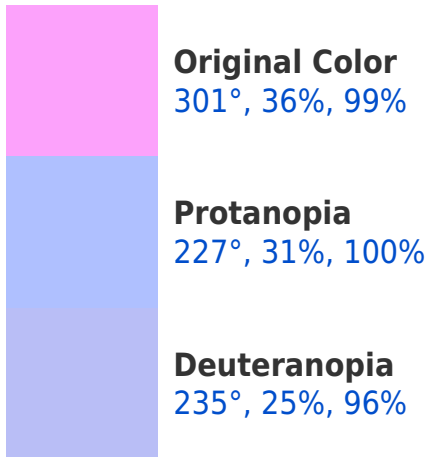 Original Color
301°, 36%, 99%
Protanopia
227°, 31%, 100%
Deuteranopia
235°, 25%, 96%